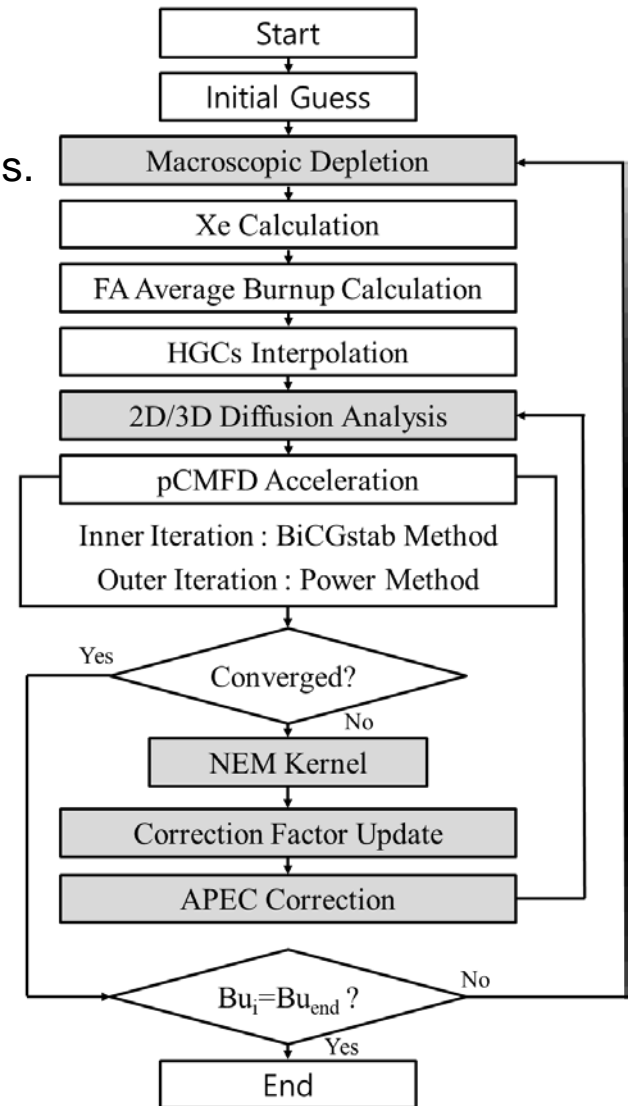 Start
Initial Guess
s.
Macroscopic Depletion
Xe Calculation
FA Average Burnup Calculation
HGCs Interpolation
2D/3D Diffusion Analysis
pCMFD Acceleration
Inner Iteration : BiCGstab Method
Outer Iteration : Power Method
Yes
Converged?
No
NEM Kernel
Correction Factor Update
APEC Correction
No
Buᵢ=Buₑₙd ?
Yes
End